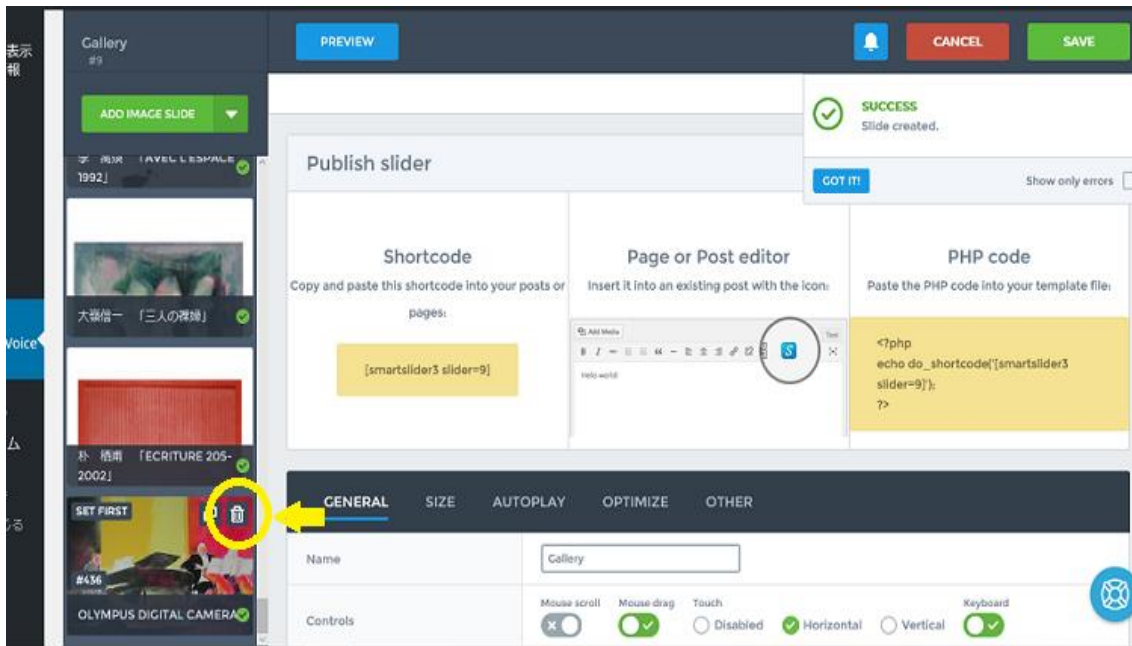 表示
報
Voice
ム
じる
Gallery
#9
ADD IMAGE SLIDE
「AVEC L'ESPACE
1992」
大嶺信一 「三人の裸婦」
朴 栖甫 「ECRITURE 205-
2002」
SET FIRST
#436
OLYMPUS DIGITAL CAMERA
PREVIEW
CANCEL
SAVE
SUCCESS
Slide created.
GOT IT!
Show only errors
Publish slider
Shortcode
Copy and paste this shortcode into your posts or
pages:
[smartslider3 slider=9]
Page or Post editor
Insert it into an existing post with the icon:
Add Media
Text
Hello world!
PHP code
Paste the PHP code into your template file:
<?php
echo do_shortcode('[smartslider3
slider=9]');
?>
GENERAL
SIZE
AUTOPLAY
OPTIMIZE
OTHER
Name
Gallery
Controls
Mouse scroll
Mouse drag
Touch
Disabled
Horizontal
Vertical
Keyboard